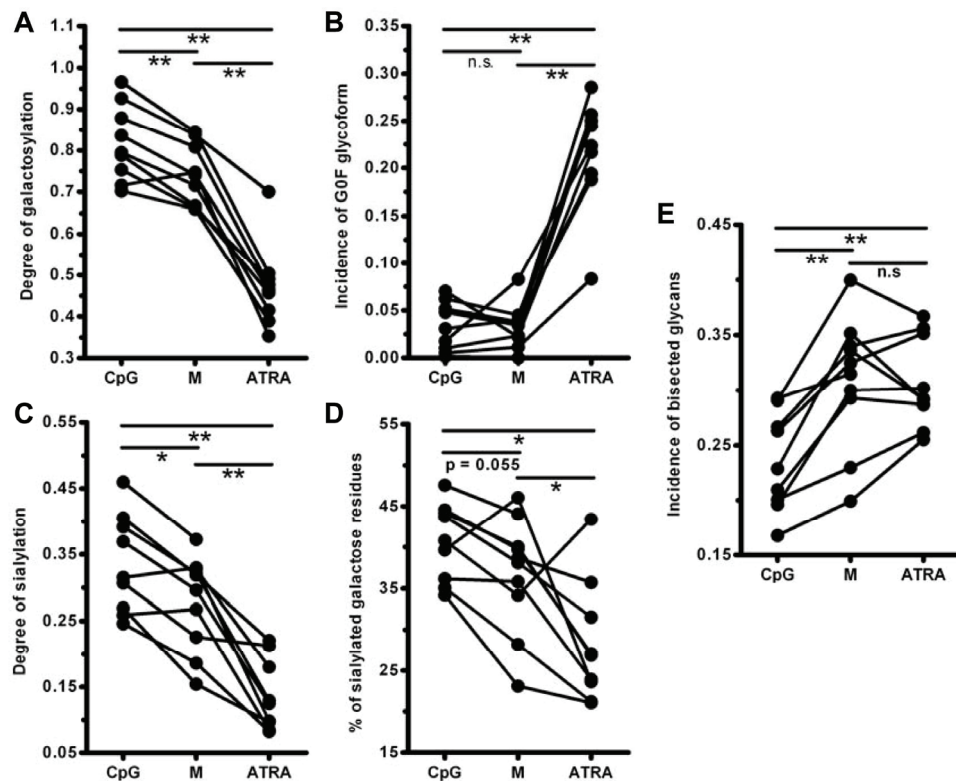 A
Degree of galactosylation
1.1
1.0
0.9
0.8
0.7
0.6
0.5
0.4
0.3
**
**
**
CpG M ATRA
B
Incidence of G0F glycoform
0.35
0.30
0.25
0.20
0.15
0.10
0.05
0.00
**
n.s.
**
CpG M ATRA
C
Degree of sialylation
0.55
0.45
0.35
0.25
0.15
0.05
**
*
**
CpG M ATRA
D
% of sialylated galactose residues
55
45
35
25
15
*
p = 0.055
*
CpG M ATRA
E
Incidence of bisected glycans
0.45
0.35
0.25
0.15
**
**
n.s
CpG M ATRA